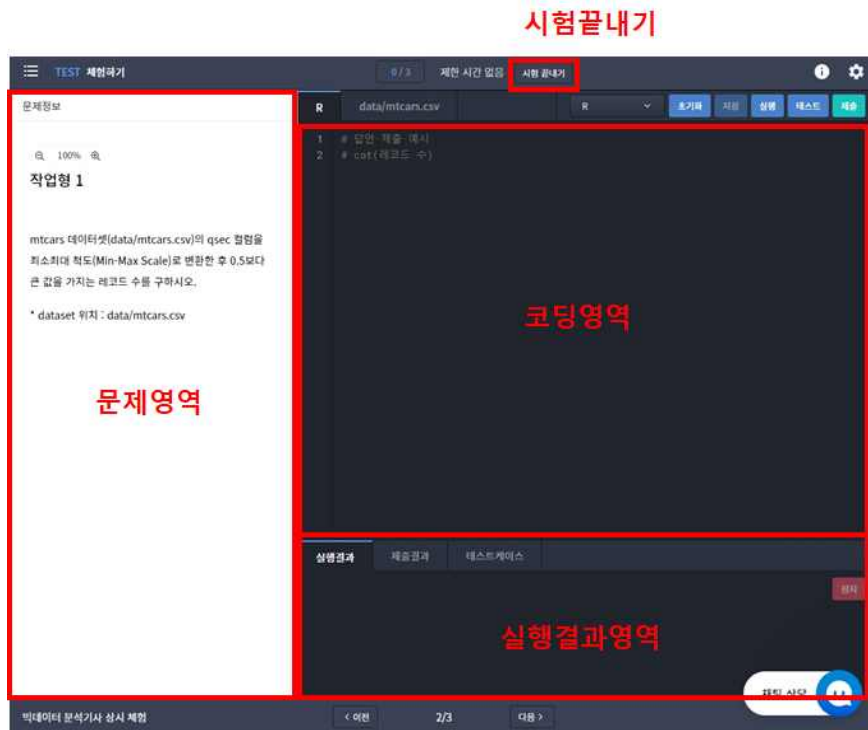 시험끝내기
TEST 체험하기
0/3
제한 시간 없음
시험 끝내기
문제정보
R
data/mtcars.csv
R
초기화
저장
실행
테스트
제출
100%
작업형 1
mtcars 데이터셋(data/mtcars.csv)의 qsec 컬럼을
최소최대 척도(Min-Max Scale)로 변환한 후 0.5보다
큰 값을 가지는 레코드 수를 구하시오.
* dataset 위치 : data/mtcars.csv
문제영역
1 # 답안 제출 예시
2 # cat(레코드 수)
코딩영역
실행결과
제출결과
테스트케이스
실행결과영역
채팅 상담
빅데이터 분석기사 상시 체험
< 이전
2/3
다음 >